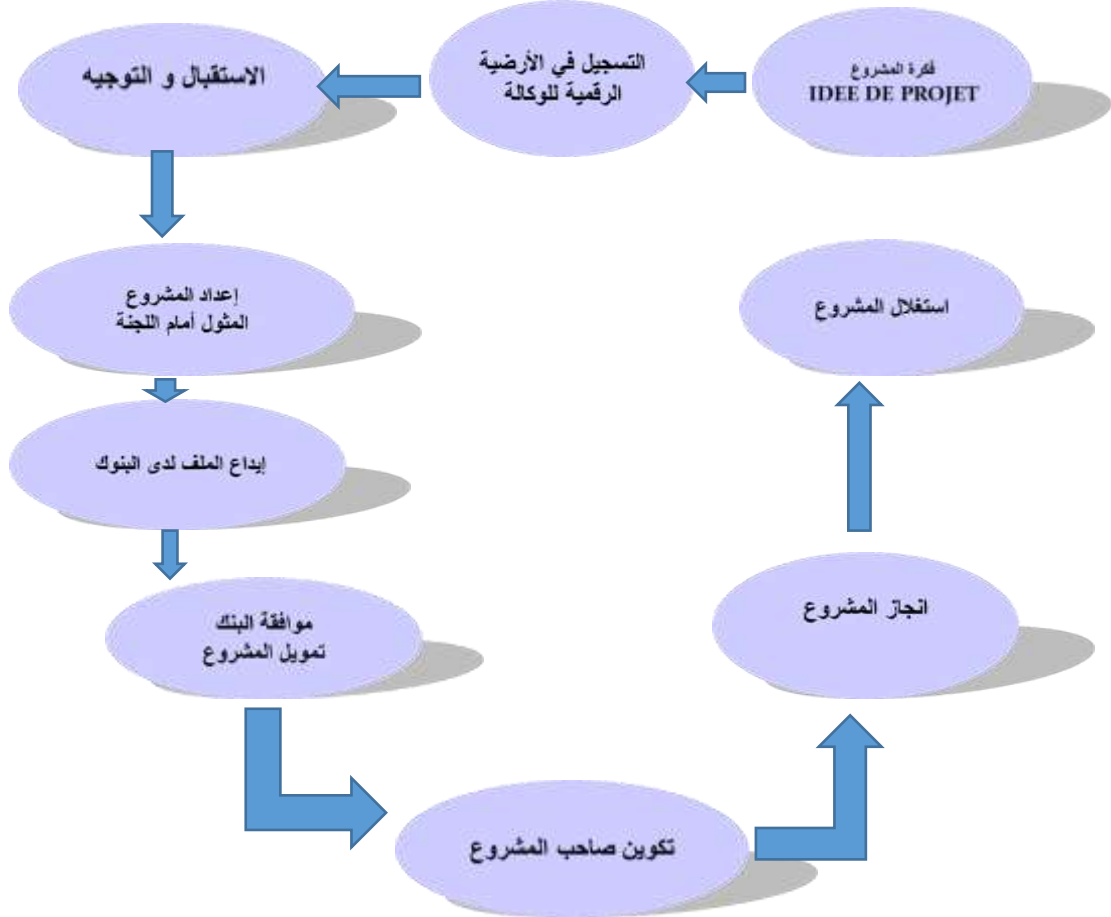 فكرة المشروع
IDEE DE PROJET
التسجيل في الأرضية
الرقمية للوكالة
الاستقبال و التوجيه
إعداد المشروع
المثول أمام اللجنة
إيداع الملف لدى البنوك
موافقة البنك
تمويل المشروع
تكوين صاحب المشروع
انجاز المشروع
استغلال المشروع